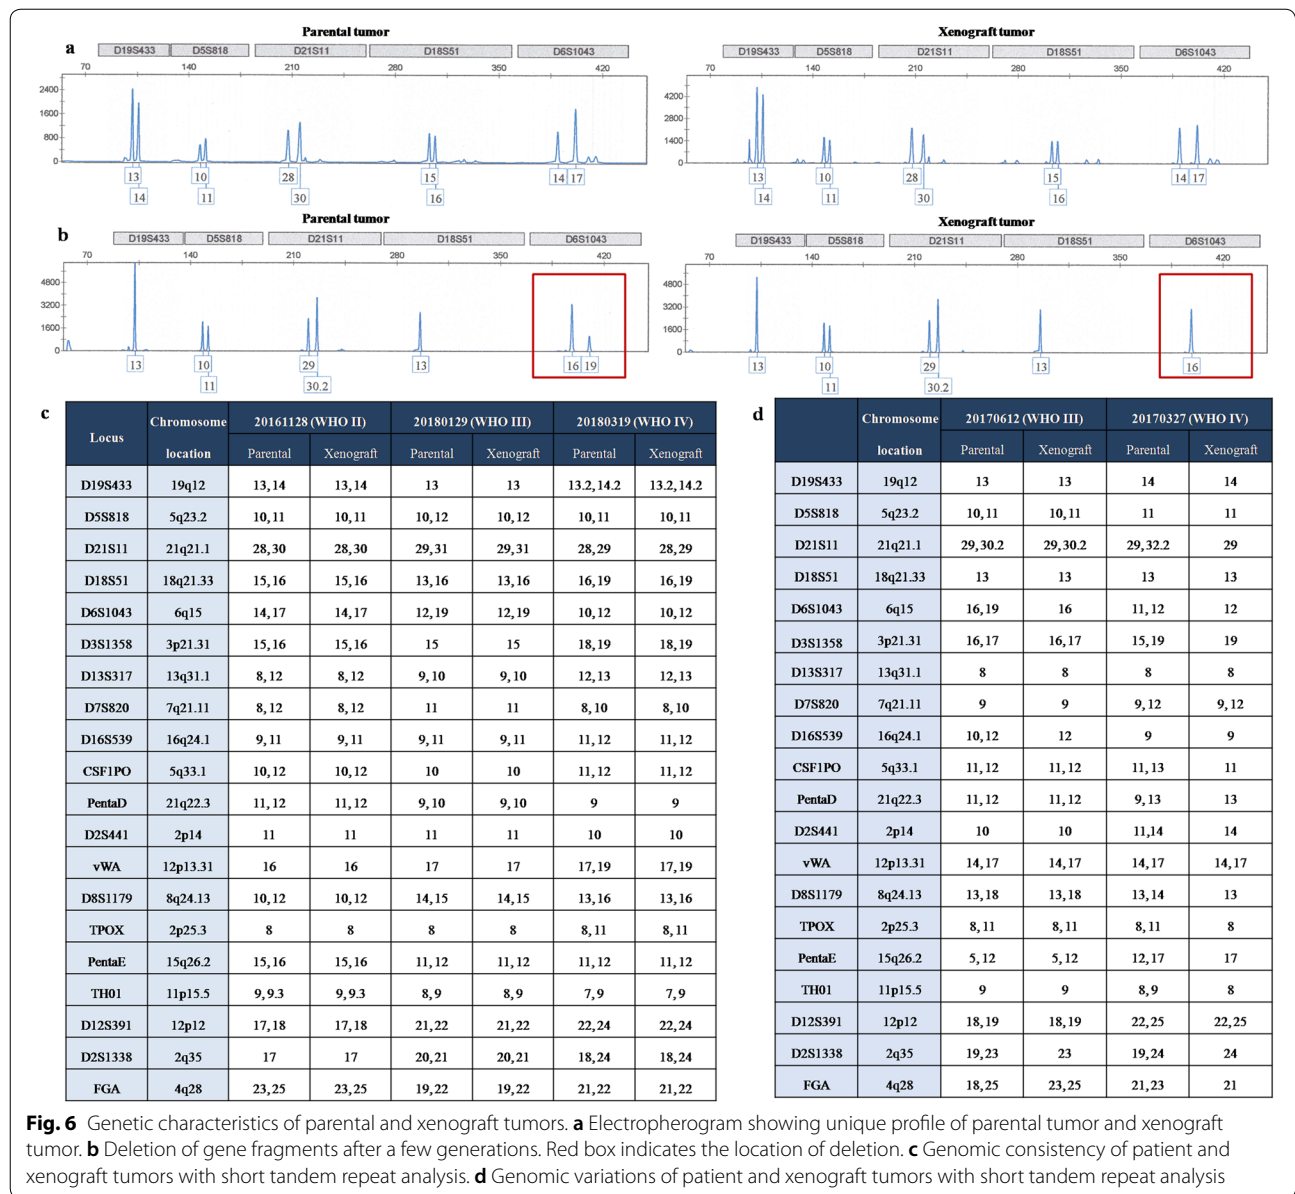 Parental tumor
Xenograft tumor
a
D19S433 D5S818 D21S11 D18S51 D6S1043
D19S433 D5S818 D21S11 D18S51 D6S1043
70 140 210 280 350 420
70 140 210 280 350 420
2400
1600
800
0
4200
2800
1400
0
13 10 28 15 14 17
14 11 30 16
13 10 28 15 14 17
14 11 30 16
Parental tumor
Xenograft tumor
b
D19S433 D5S818 D21S11 D18S51 D6S1043
D19S433 D5S818 D21S11 D18S51 D6S1043
70 140 210 280 350 420
70 140 210 280 350 420
4800
3200
1600
0
4800
3200
1600
0
13 10 29 13 16 19
11 30.2
13 10 29 13 16
11 30.2
c
Locus Chromosome location 20161128 (WHO II) 20180129 (WHO III) 20180319 (WHO IV)
Parental Xenograft Parental Xenograft Parental Xenograft
D19S433 19q12 13, 14 13, 14 13 13 13.2, 14.2 13.2, 14.2
D5S818 5q23.2 10, 11 10, 11 10, 12 10, 12 10, 11 10, 11
D21S11 21q21.1 28, 30 28, 30 29, 31 29, 31 28, 29 28, 29
D18S51 18q21.33 15, 16 15, 16 13, 16 13, 16 16, 19 16, 19
D6S1043 6q15 14, 17 14, 17 12, 19 12, 19 10, 12 10, 12
D3S1358 3p21.31 15, 16 15, 16 15 15 18, 19 18, 19
D13S317 13q31.1 8, 12 8, 12 9, 10 9, 10 12, 13 12, 13
D7S820 7q21.11 8, 12 8, 12 11 11 8, 10 8, 10
D16S539 16q24.1 9, 11 9, 11 9, 11 9, 11 11, 12 11, 12
CSF1PO 5q33.1 10, 12 10, 12 10 10 11, 12 11, 12
PentaD 21q22.3 11, 12 11, 12 9, 10 9, 10 9 9
D2S441 2p14 11 11 11 11 10 10
vWA 12p13.31 16 16 17 17 17, 19 17, 19
D8S1179 8q24.13 10, 12 10, 12 14, 15 14, 15 13, 16 13, 16
TPOX 2p25.3 8 8 8 8 8, 11 8, 11
PentaE 15q26.2 15, 16 15, 16 11, 12 11, 12 11, 12 11, 12
TH01 11p15.5 9, 9.3 9, 9.3 8, 9 8, 9 7, 9 7, 9
D12S391 12p12 17, 18 17, 18 21, 22 21, 22 22, 24 22, 24
D2S1338 2q35 17 17 20, 21 20, 21 18, 24 18, 24
FGA 4q28 23, 25 23, 25 19, 22 19, 22 21, 22 21, 22
d
Chromosome location 20170612 (WHO III) 20170327 (WHO IV)
Parental Xenograft Parental Xenograft
D19S433 19q12 13 13 14 14
D5S818 5q23.2 10, 11 10, 11 11 11
D21S11 21q21.1 29, 30.2 29, 30.2 29, 32.2 29
D18S51 18q21.33 13 13 13 13
D6S1043 6q15 16, 19 16 11, 12 12
D3S1358 3p21.31 16, 17 16, 17 15, 19 19
D13S317 13q31.1 8 8 8 8
D7S820 7q21.11 9 9 9, 12 9, 12
D16S539 16q24.1 10, 12 12 9 9
CSF1PO 5q33.1 11, 12 11, 12 11, 13 11
PentaD 21q22.3 11, 12 11, 12 9, 13 13
D2S441 2p14 10 10 11, 14 14
vWA 12p13.31 14, 17 14, 17 14, 17 14, 17
D8S1179 8q24.13 13, 18 13, 18 13, 14 13
TPOX 2p25.3 8, 11 8, 11 8, 11 8
PentaE 15q26.2 5, 12 5, 12 12, 17 17
TH01 11p15.5 9 9 8, 9 8
D12S391 12p12 18, 19 18, 19 22, 25 22, 25
D2S1338 2q35 19, 23 23 19, 24 24
FGA 4q28 18, 25 23, 25 21, 23 21
Fig. 6 Genetic characteristics of parental and xenograft tumors. a Electropherogram showing unique profile of parental tumor and xenograft
tumor. b Deletion of gene fragments after a few generations. Red box indicates the location of deletion. c Genomic consistency of patient and
xenograft tumors with short tandem repeat analysis. d Genomic variations of patient and xenograft tumors with short tandem repeat analysis